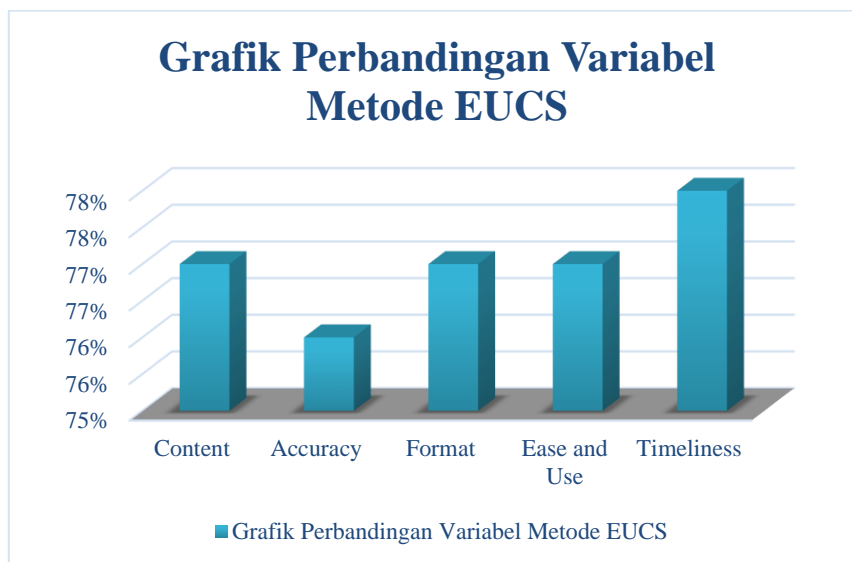 Grafik Perbandingan Variabel
Metode EUCS
78%
78%
77%
77%
76%
76%
75%
Content
Accuracy
Format
Ease and
Use
Timeliness
Grafik Perbandingan Variabel Metode EUCS